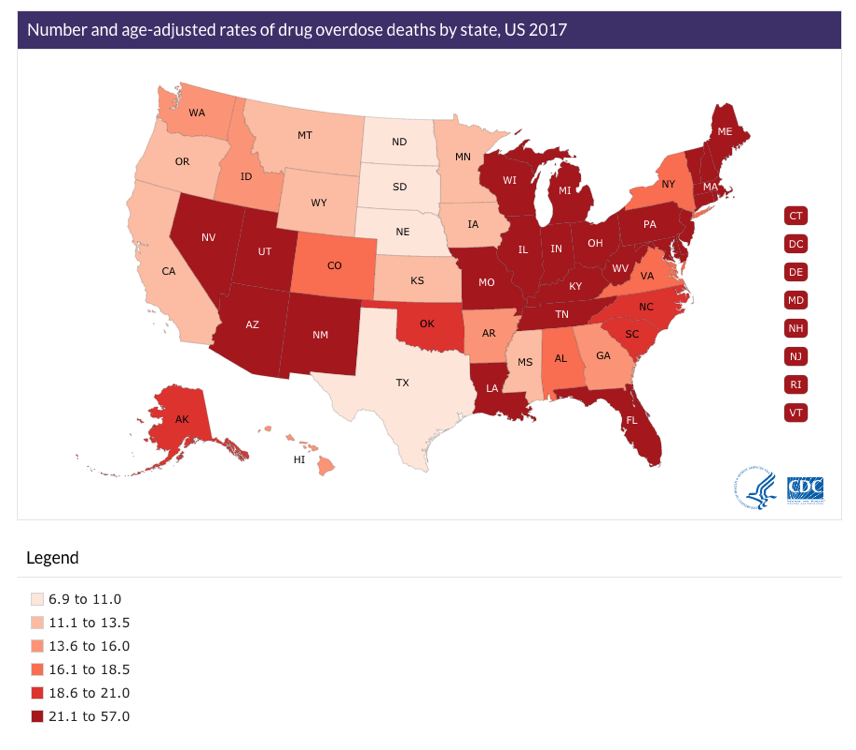 Number and age-adjusted rates of drug overdose deaths by state, US 2017
ME
WA
MT
ND
MN
OR
ID
SD
WI
MI
NY
MA
WY
IA
CT
NE
PA
NV
UT
CO
IL
IN
OH
DC
CA
KS
MO
WV
VA
DE
KY
MD
NC
TN
AZ
NM
OK
AR
SC
NH
MS
AL
GA
NJ
TX
LA
RI
AK
FL
VT
HI
CDC
Legend
6.9 to 11.0
11.1 to 13.5
13.6 to 16.0
16.1 to 18.5
18.6 to 21.0
21.1 to 57.0